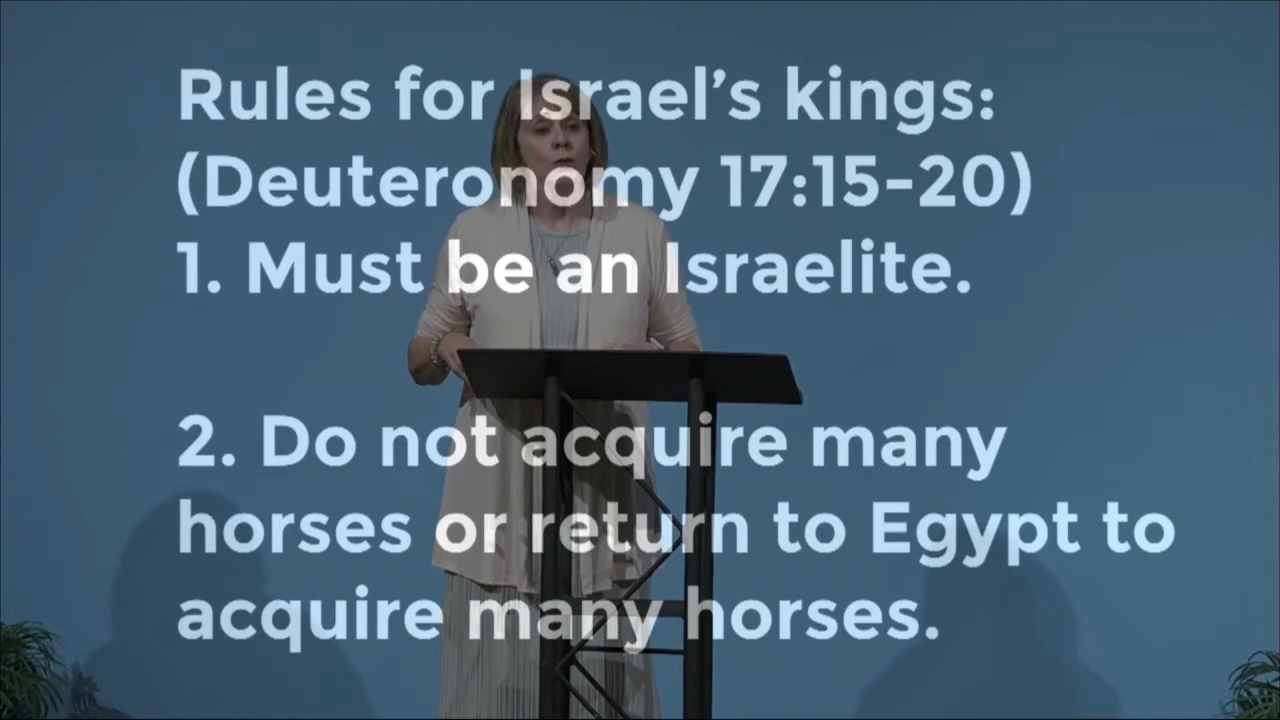 Rules for Israel’s kings:
(Deuteronomy 17:15-20)
1. Must be an Israelite.
2. Do not acquire many
horses or return to Egypt to
acquire many horses.